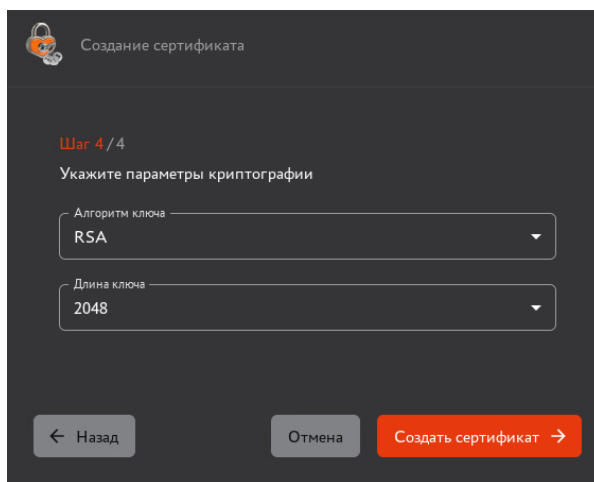 Создание сертификата
Шаг 4/4
Укажите параметры криптографии
Алгоритм ключа
RSA
Длина ключа
2048
Назад
Отмена
Создать сертификат